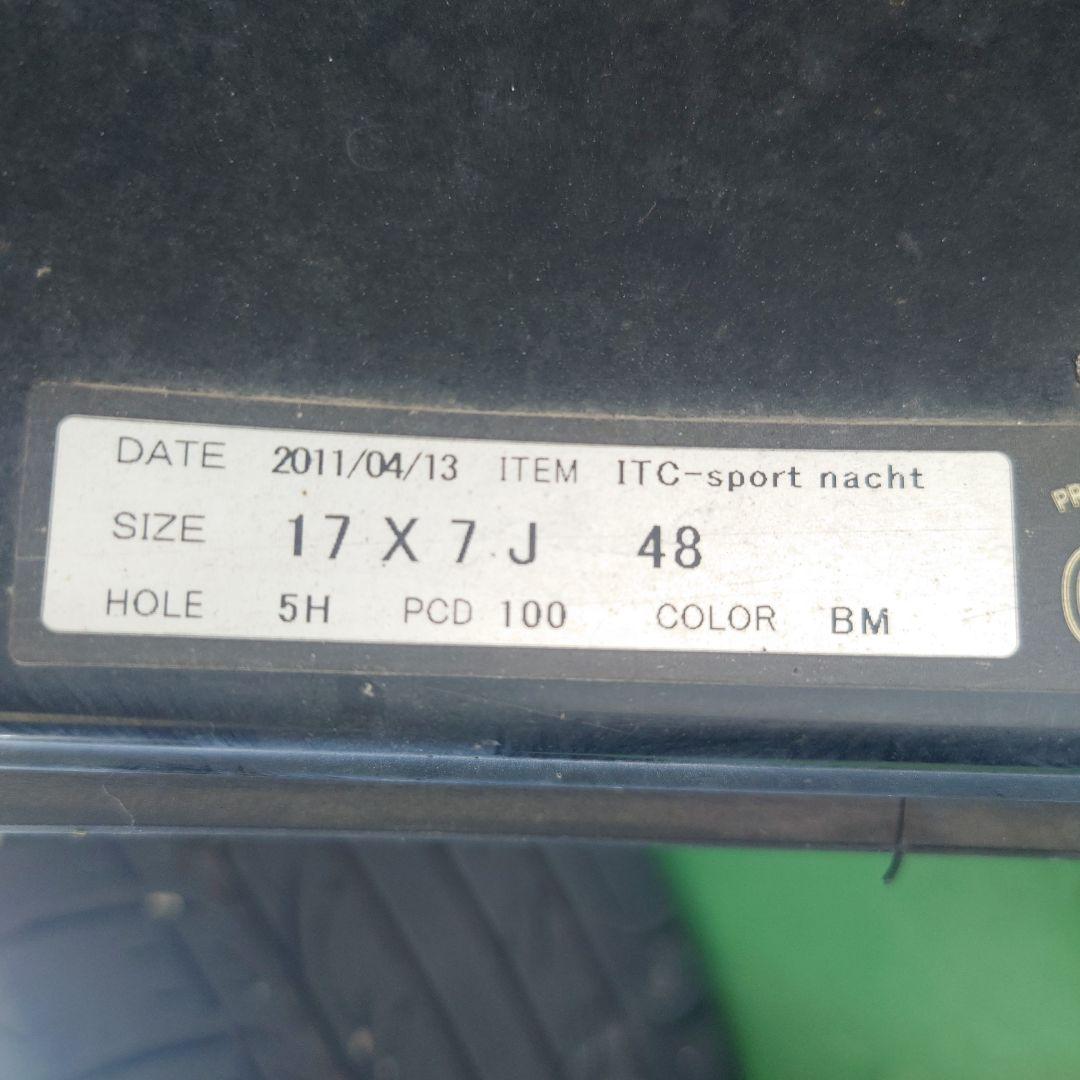 DATE 2011/04/13 ITEM ITC-sport nacht
SIZE 17 X 7 J 48
HOLE 5H PCD 100 COLOR BM